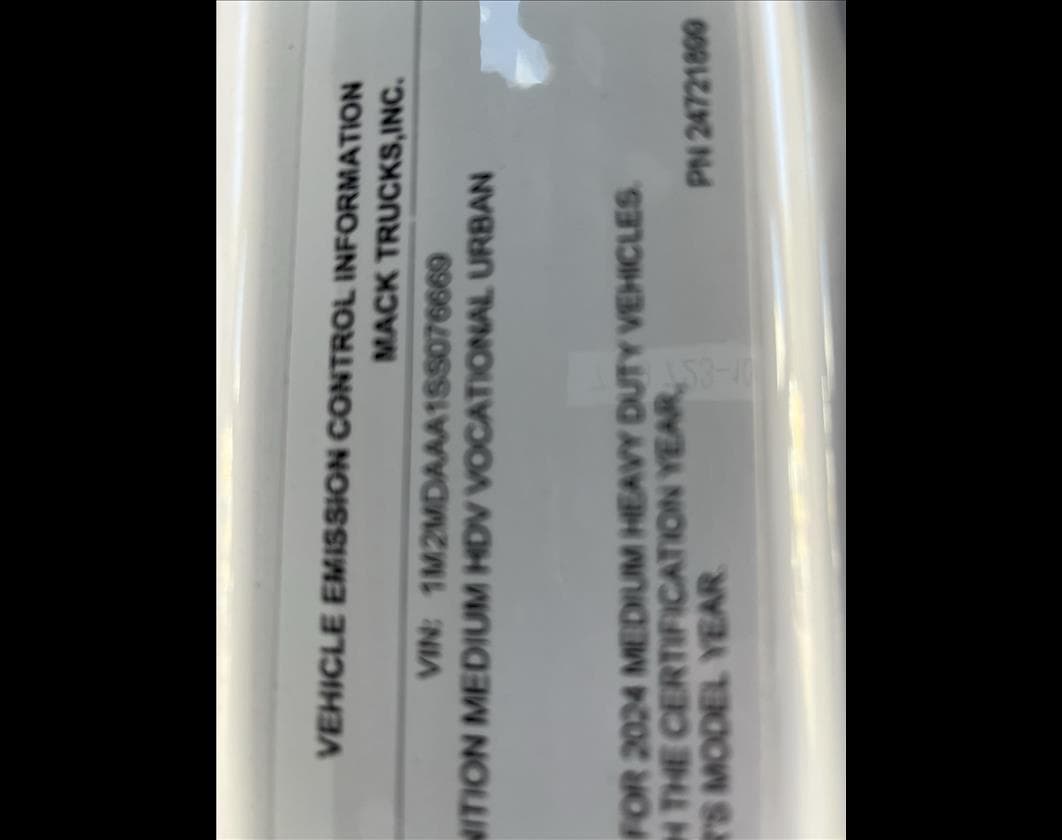 VEHICLE EMISSION CONTROL INFORMATION
MACK TRUCKS,INC.
VIN: 1M2MDAAA1SS076669
NITION MEDIUM HDV VOCATIONAL URBAN
FOR 2024 MEDIUM HEAVY DUTY VEHICLES.
H THE CERTIFICATION YEAR,
'S MODEL YEAR.
PN